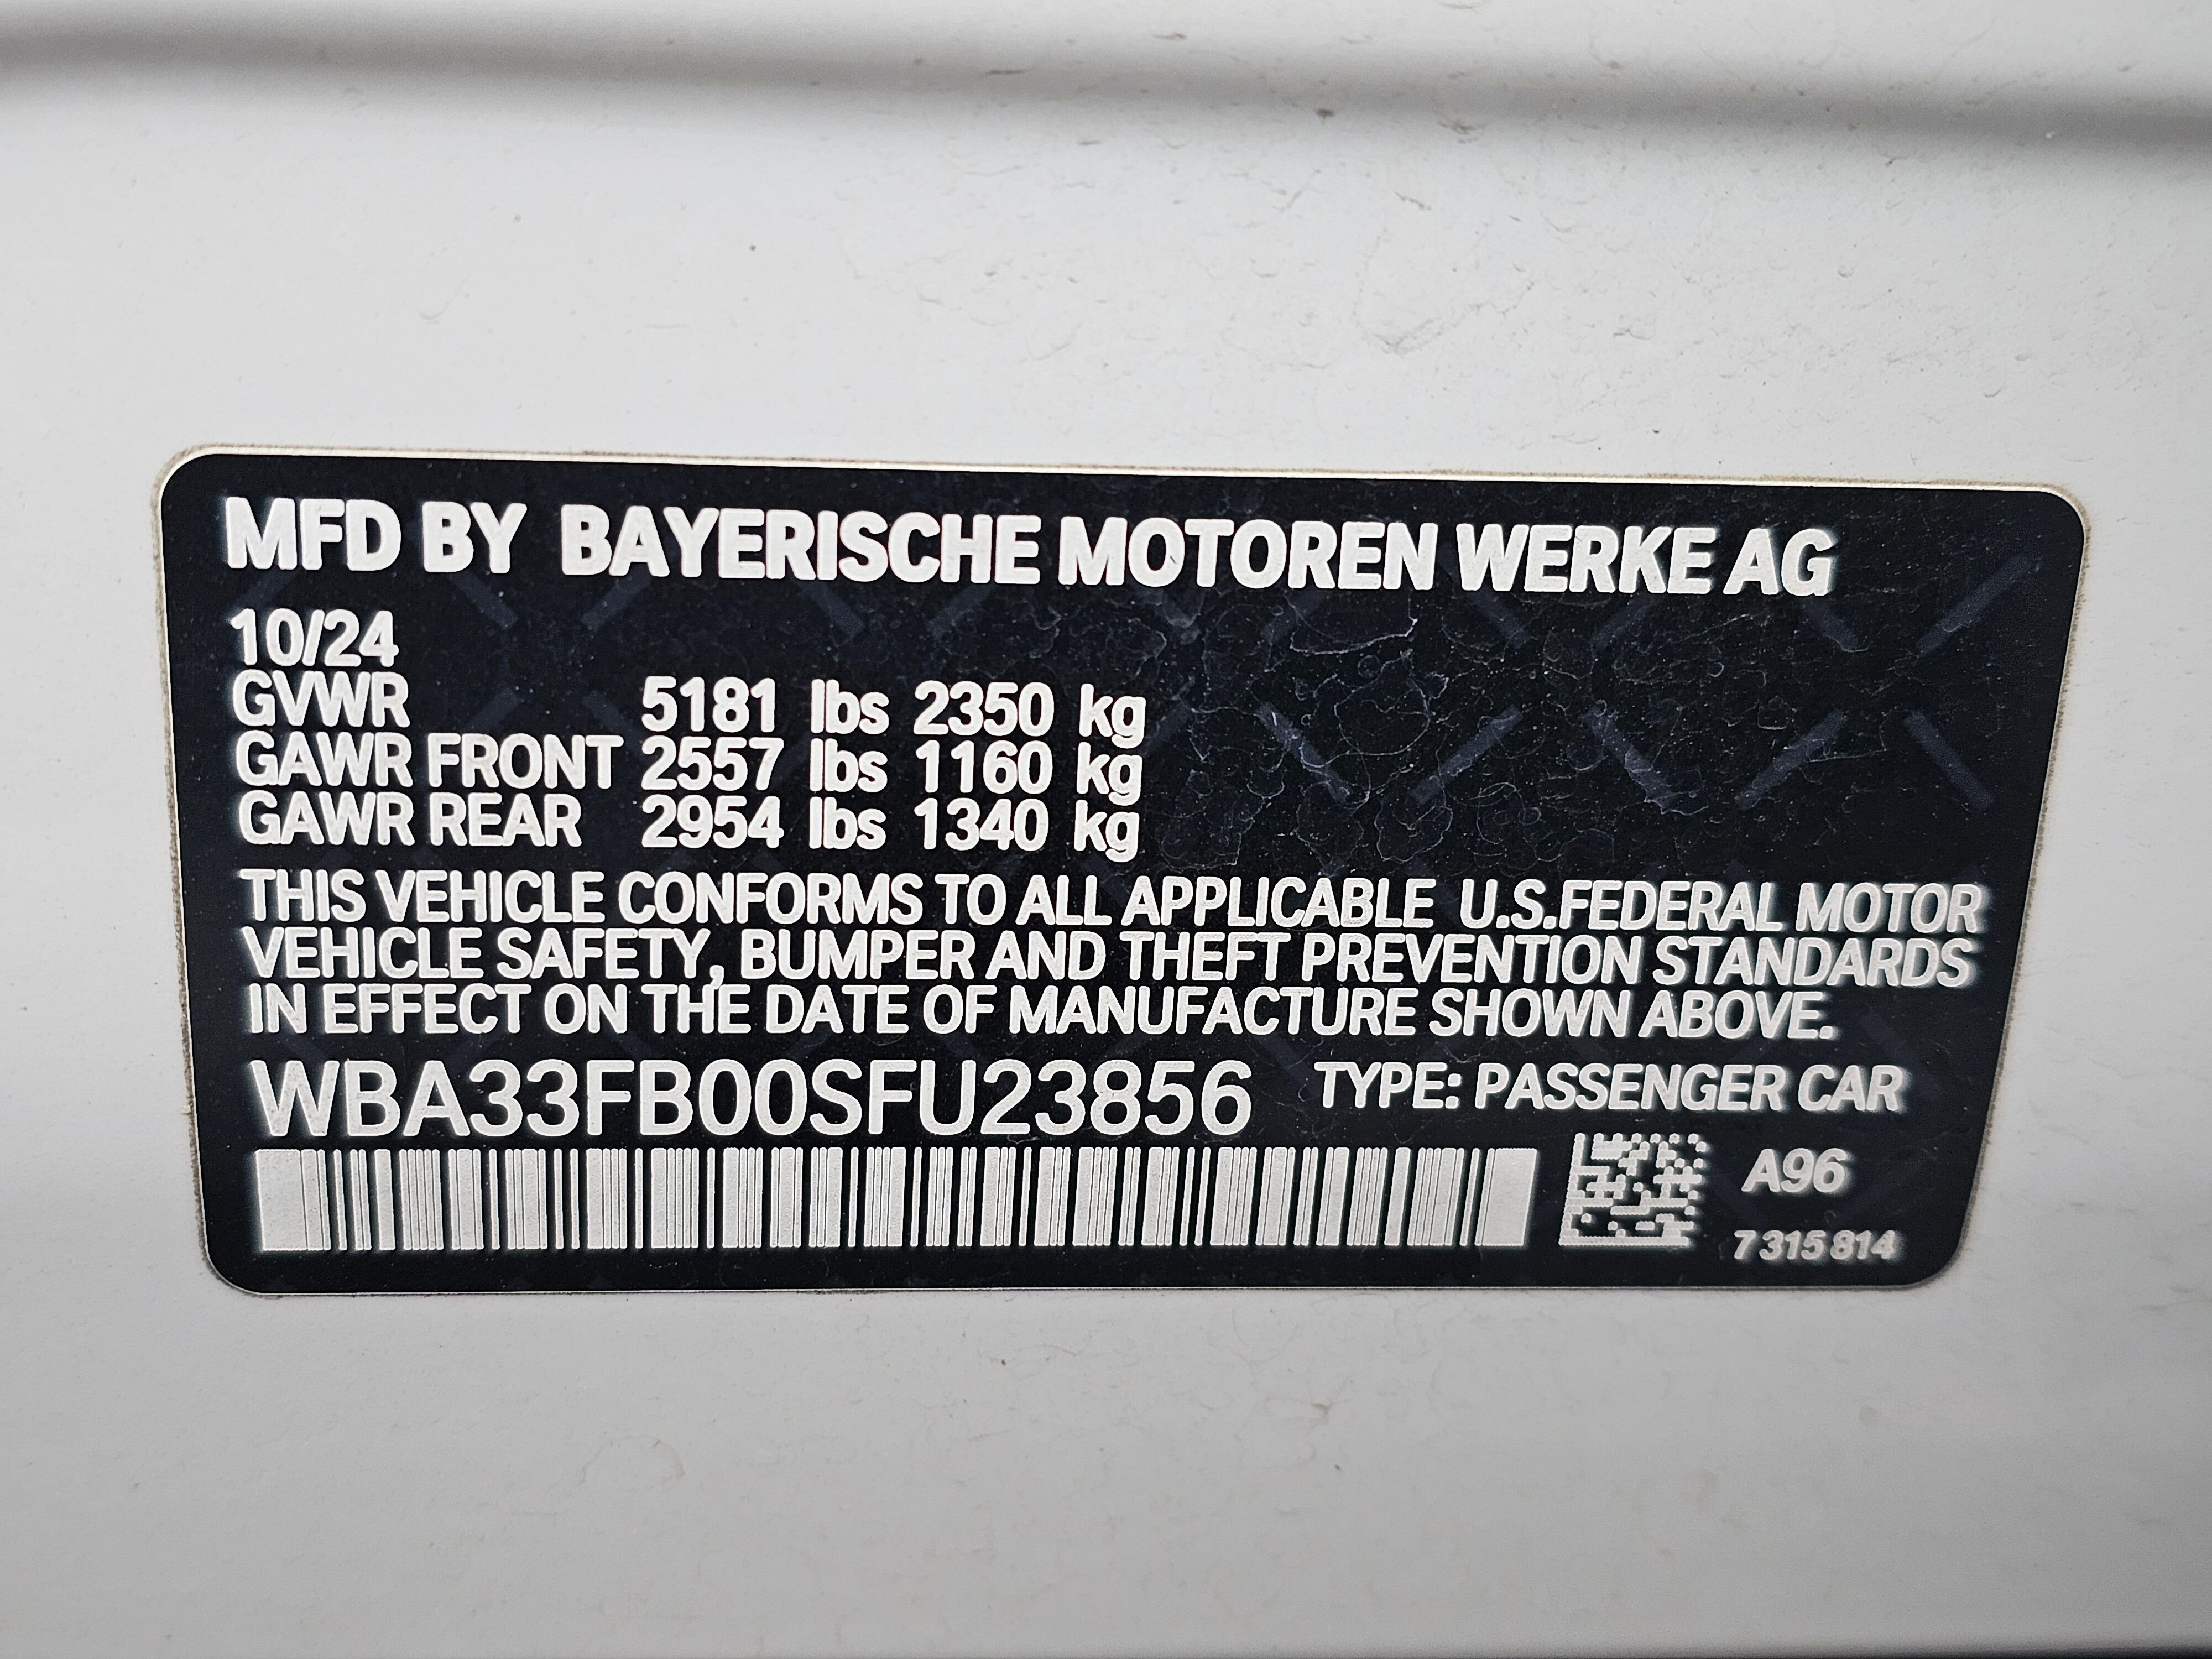 MFD BY BAYERISCHE MOTOREN WERKE AG
10/24
GVWR 5181 lbs 2350 kg
GAWR FRONT 2557 lbs 1160 kg
GAWR REAR 2954 lbs 1340 kg
THIS VEHICLE CONFORMS TO ALL APPLICABLE U.S.FEDERAL MOTOR
VEHICLE SAFETY, BUMPER AND THEFT PREVENTION STANDARDS
IN EFFECT ON THE DATE OF MANUFACTURE SHOWN ABOVE.
WBA33FB00SFU23856 TYPE: PASSENGER CAR
A96
7 315 814